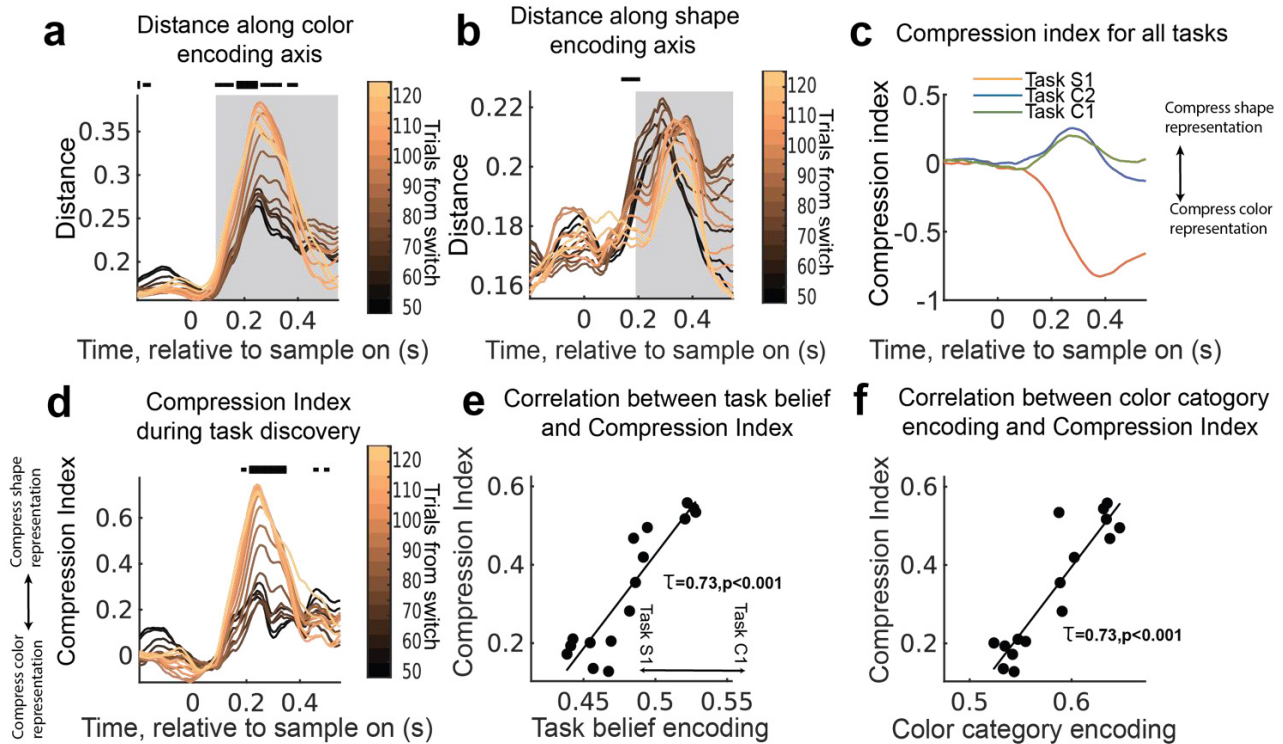 a
Distance along color
encoding axis
Distance
0.35
0.3
0.25
0.2
0
0.2
0.4
Time, relative to sample on (s)
120
110
100
90
80
70
60
50
Trials from switch
b
Distance along shape
encoding axis
Distance
0.22
0.2
0.18
0.16
0
0.2
0.4
Time, relative to sample on (s)
120
110
100
90
80
70
60
50
Trials from switch
c
Compression index for all tasks
Task S1
Task C2
Task C1
Compression index
0.5
0
-0.5
-1
0
0.2
0.4
Time, relative to sample on (s)
Compress shape
representation
Compress color
representation
d
Compression Index
during task discovery
Compress shape
representation
Compress color
representation
Compression Index
0.6
0.4
0.2
0
0
0.2
0.4
Time, relative to sample on (s)
120
110
100
90
80
70
60
50
Trials from switch
e
Correlation between task belief
and Compression Index
Compression Index
0.6
0.4
0.2
τ=0.73,p<0.001
Task S1
Task C1
0.45
0.5
0.55
Task belief encoding
f
Correlation between color catogory
encoding and Compression Index
Compression Index
0.6
0.4
0.2
τ=0.73,p<0.001
0.5
0.6
Color category encoding